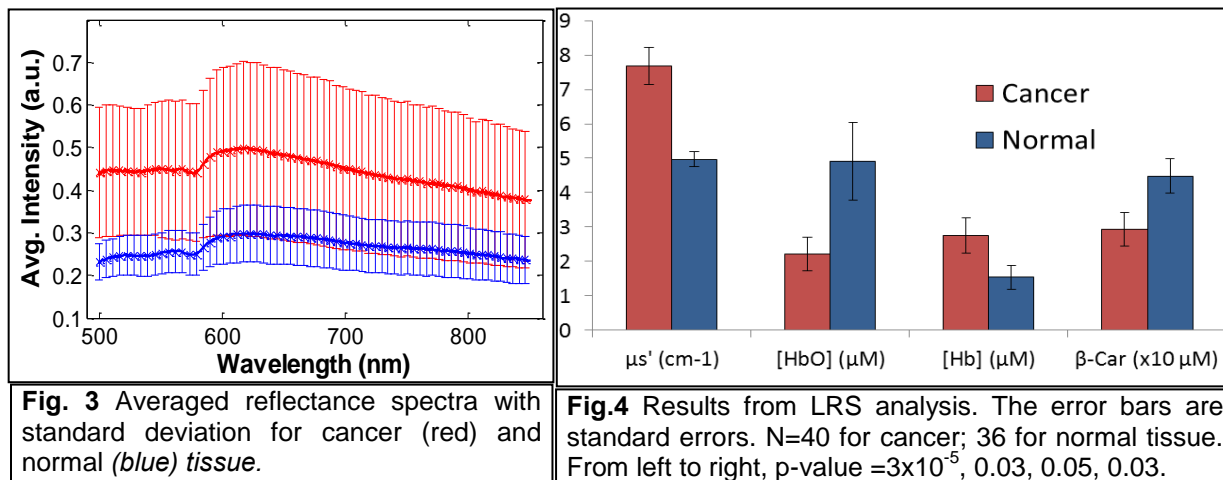 0.7
0.6
0.5
0.4
0.3
0.2
0.1
Avg. Intensity (a.u.)
500
600
700
800
Wavelength (nm)
Fig. 3 Averaged reflectance spectra with
standard deviation for cancer (red) and
normal (blue) tissue.
9
8
7
6
5
4
3
2
1
0
Cancer
Normal
µs' (cm-1)
[HbO] (µM)
[Hb] (µM)
β-Car (x10 µM)
Fig.4 Results from LRS analysis. The error bars are
standard errors. N=40 for cancer; 36 for normal tissue.
From left to right, p-value =3x10⁻⁵, 0.03, 0.05, 0.03.